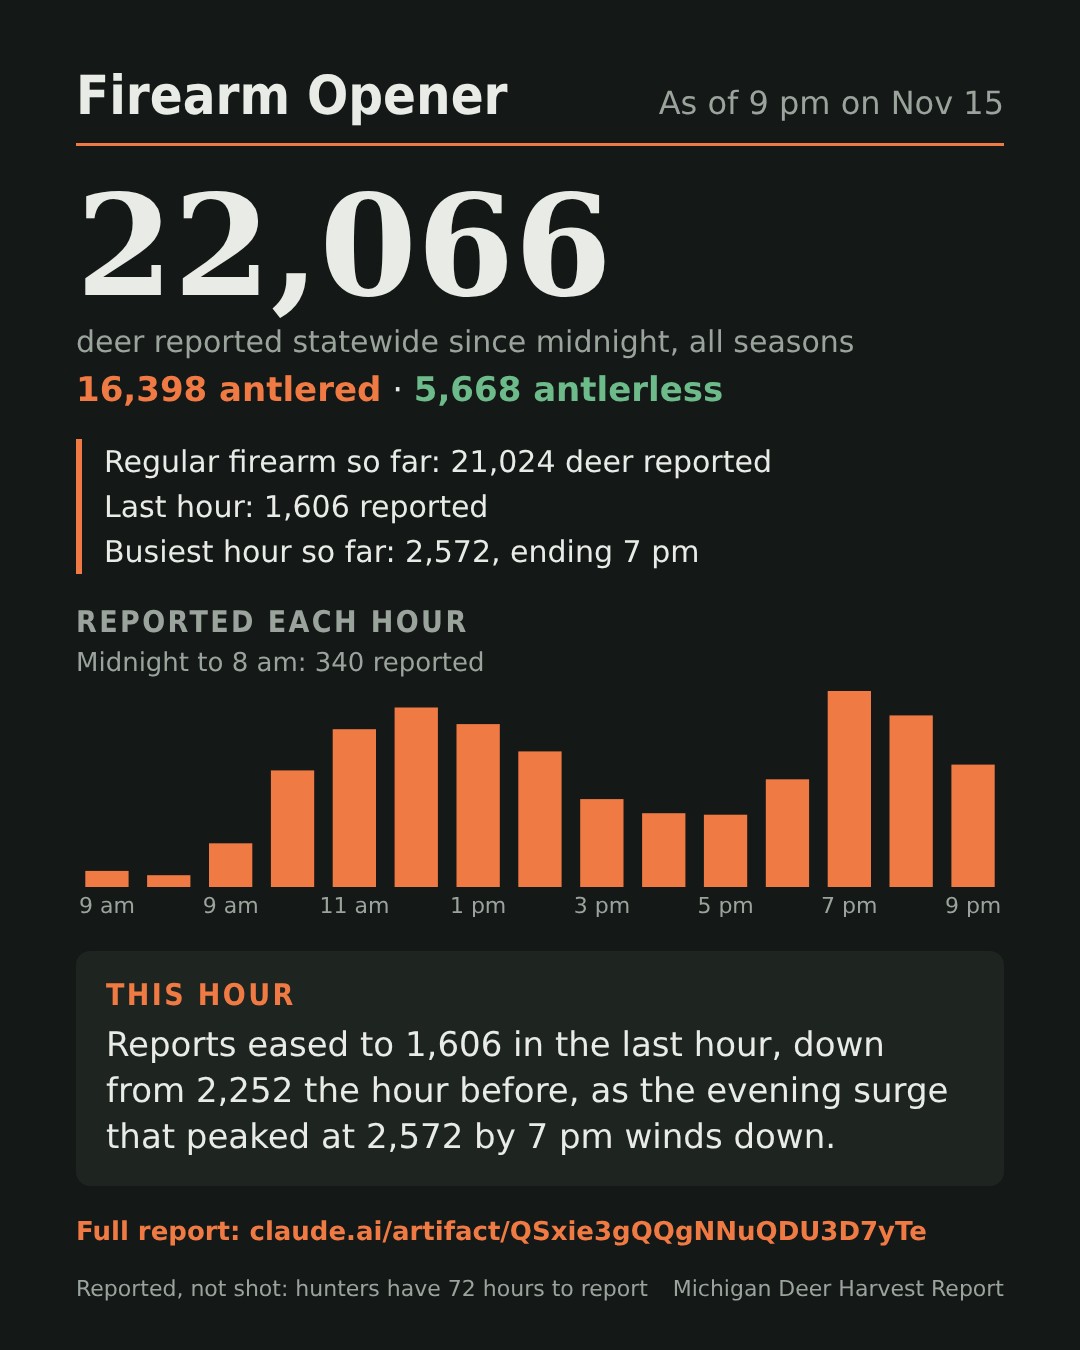 Firearm Opener
As of 9 pm on Nov 15
22,066
deer reported statewide since midnight, all seasons
16,398 antlered · 5,668 antlerless
Regular firearm so far: 21,024 deer reported
Last hour: 1,606 reported
Busiest hour so far: 2,572, ending 7 pm
REPORTED EACH HOUR
Midnight to 8 am: 340 reported
9 am 9 am 11 am 1 pm 3 pm 5 pm 7 pm 9 pm
THIS HOUR
Reports eased to 1,606 in the last hour, down
from 2,252 the hour before, as the evening surge
that peaked at 2,572 by 7 pm winds down.
Full report: claude.ai/artifact/QSxie3gQQgNNuQDU3D7yTe
Reported, not shot: hunters have 72 hours to report
Michigan Deer Harvest Report